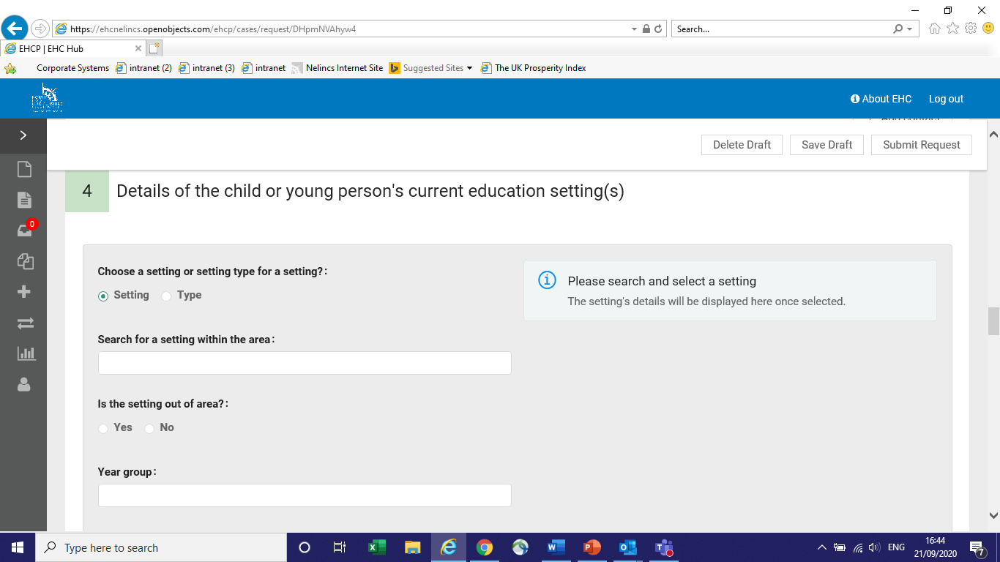 https://ehcnelincs.openobjects.com/ehcp/cases/request/DHpmNVAhyw4
Search...
EHCP | EHC Hub
Corporate Systems intranet (2) intranet (3) intranet Nelincs Internet Site Suggested Sites The UK Prosperity Index
About EHC Log out
Delete Draft Save Draft Submit Request
4 Details of the child or young person's current education setting(s)
0
Choose a setting or setting type for a setting?:
Setting Type
Please search and select a setting
The setting's details will be displayed here once selected.
Search for a setting within the area:
Is the setting out of area?:
Yes No
Year group:
Type here to search
ENG
16:44
21/09/2020
7